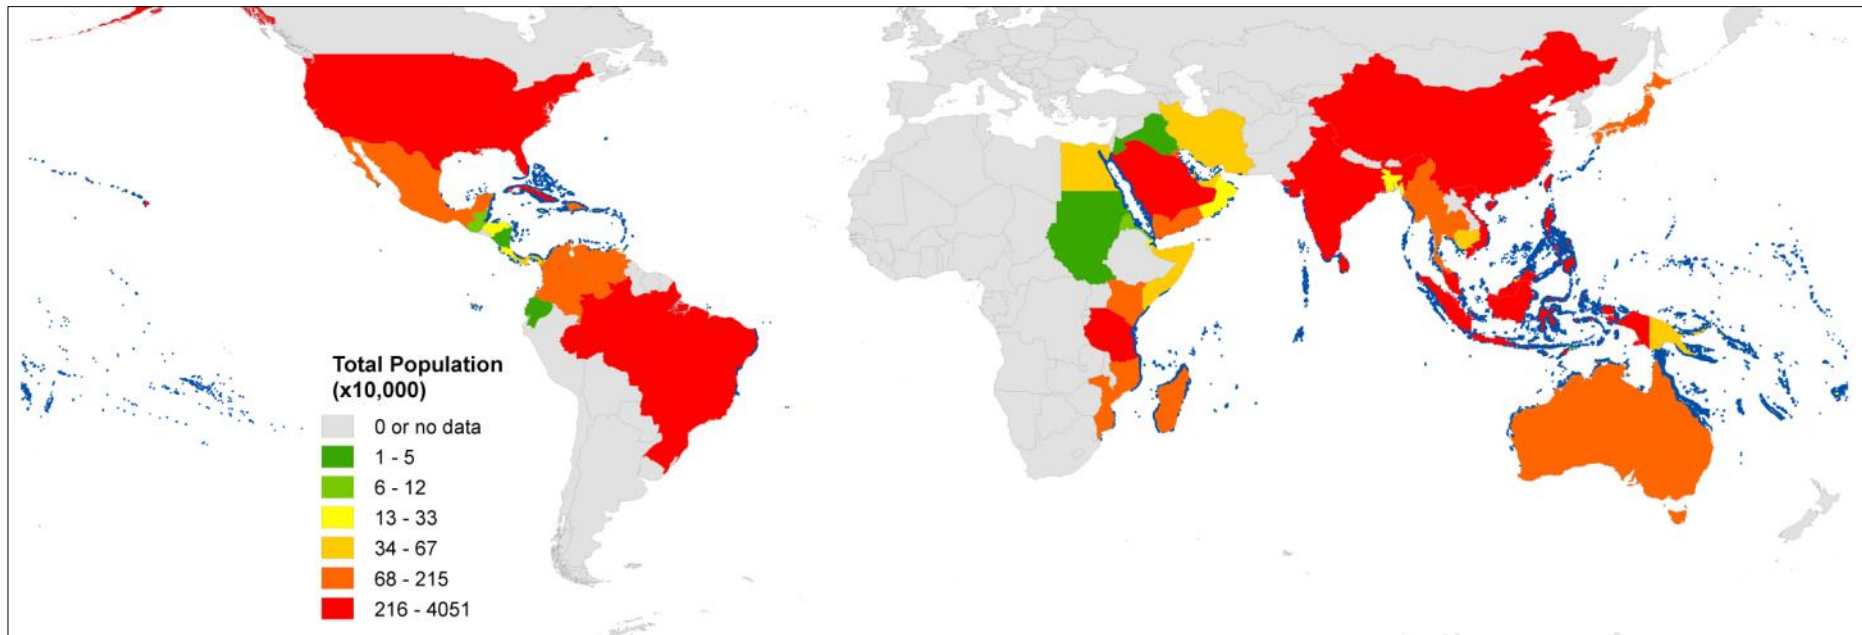 Total Population
(x10,000)
0 or no data
1 - 5
6 - 12
13 - 33
34 - 67
68 - 215
216 - 4051